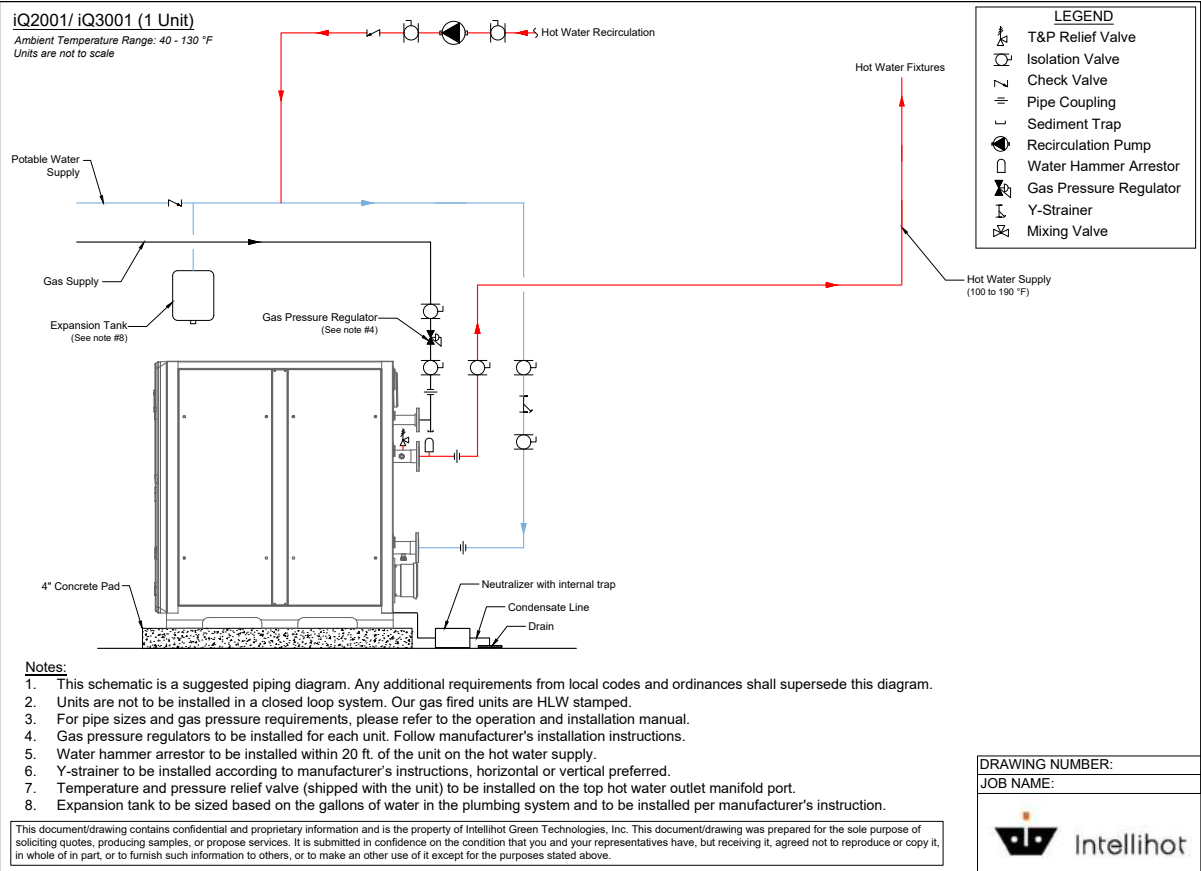 iQ2001/ iQ3001 (1 Unit)
Ambient Temperature Range: 40 - 130 °F
Units are not to scale
Hot Water Recirculation
Hot Water Fixtures
LEGEND
T&P Relief Valve
Isolation Valve
Check Valve
Pipe Coupling
Sediment Trap
Recirculation Pump
Water Hammer Arrestor
Gas Pressure Regulator
Y-Strainer
Mixing Valve
Potable Water
Supply
Gas Supply
Expansion Tank
(See note #8)
Gas Pressure Regulator
(See note #4)
Hot Water Supply
(100 to 190 °F)
4" Concrete Pad
Neutralizer with internal trap
Condensate Line
Drain
Notes:
1. This schematic is a suggested piping diagram. Any additional requirements from local codes and ordinances shall supersede this diagram.
2. Units are not to be installed in a closed loop system. Our gas fired units are HLW stamped.
3. For pipe sizes and gas pressure requirements, please refer to the operation and installation manual.
4. Gas pressure regulators to be installed for each unit. Follow manufacturer's installation instructions.
5. Water hammer arrestor to be installed within 20 ft. of the unit on the hot water supply.
6. Y-strainer to be installed according to manufacturer's instructions, horizontal or vertical preferred.
7. Temperature and pressure relief valve (shipped with the unit) to be installed on the top hot water outlet manifold port.
8. Expansion tank to be sized based on the gallons of water in the plumbing system and to be installed per manufacturer's instruction.
This document/drawing contains confidential and proprietary information and is the property of Intellihot Green Technologies, Inc. This document/drawing was prepared for the sole purpose of
soliciting quotes, producing samples, or propose services. It is submitted in confidence on the condition that you and your representatives have, but receiving it, agreed not to reproduce or copy it,
in whole of in part, or to furnish such information to others, or to make an other use of it except for the purposes stated above.
DRAWING NUMBER:
JOB NAME:
Intellihot